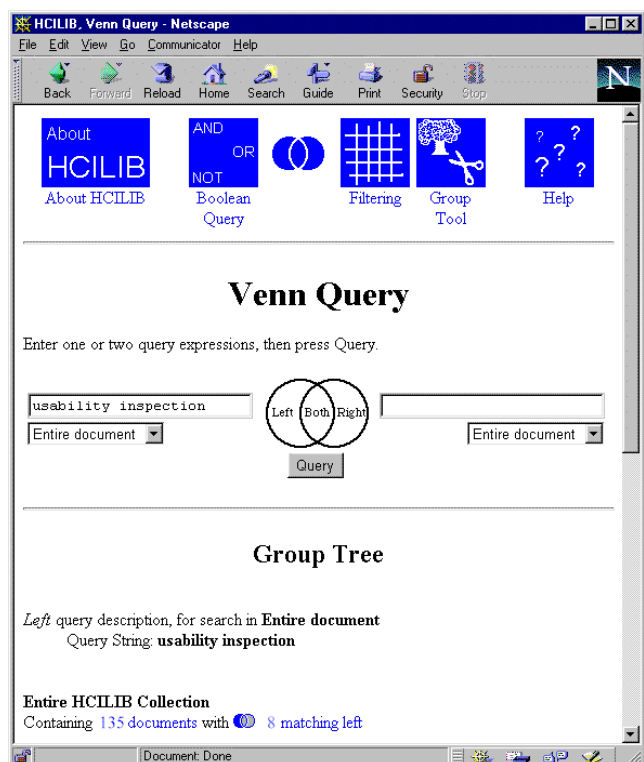 HCILIB, Venn Query - Netscape
File Edit View Go Communicator Help
Back Forward Reload Home Search Guide Print Security Stop
N
About HCILIB
AND OR NOT
? ? ? ? ?
About HCILIB Boolean Query Filtering Group Tool Help
Venn Query
Enter one or two query expressions, then press Query.
usability inspection
Left Both Right
Entire document Entire document
Query
Group Tree
Left query description, for search in Entire document
Query String: usability inspection
Entire HCILIB Collection
Containing 135 documents with 8 matching left
Document: Done